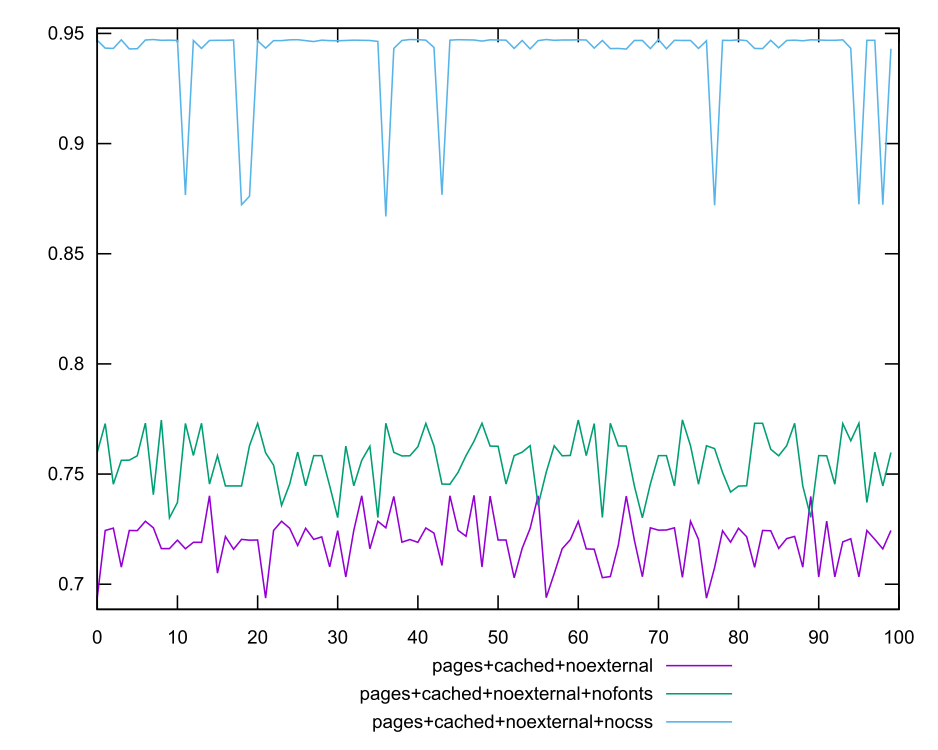 0.95
0.9
0.85
0.8
0.75
0.7
0 10 20 30 40 50 60 70 80 90 100
pages+cached+noexternal
pages+cached+noexternal+nofonts
pages+cached+noexternal+nocss